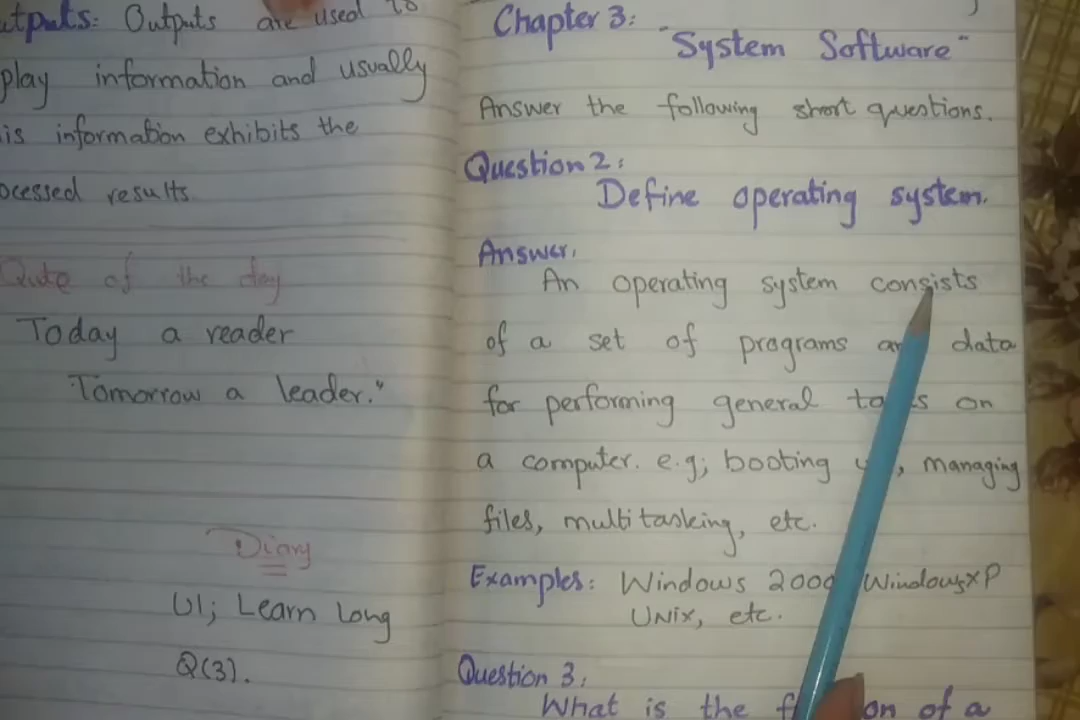 utputs: Outputs are used to
play information and usually
is information exhibits the
ocessed results
Qute of the day
Today a reader
Tomorrow a leader."
Diary
U1; Learn Long
Q(3).
Chapter 3:
"System Software"
Answer the following short questions.
Question 2:
Define operating system.
Answer.
An operating system consists
of a set of programs data
for performing general on
a computer. e.g; booting , managing
files, multitasking, etc.
Examples: Windows 2000 WindowsXP
UNix, etc.
Question 3:
What is the of a